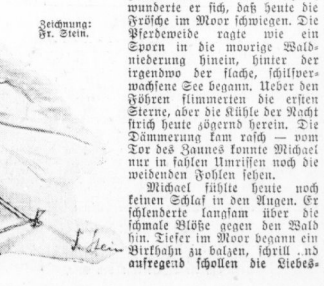 Zeichnung:
Fr. Stein.
wunderte er sich, daß heute die
Frösche im Moor schwiegen. Die
Pferdeweide ragte wie ein
Sporn in die moorige Wald-
niederung hinein, hinter der
irgendwo der flache, schilfver-
wachsene See begann. Ueber den
Föhren flimmerten die ersten
Sterne, aber die Kühle der Nacht
strich heute zögernd herein. Die
Dämmerung kam rasch — vom
Tor des Zaunes konnte Michael
nur in fahlen Umrissen noch die
weidenden Fohlen sehen.
Michael fühlte heute noch
keinen Schlaf in den Augen. Er
schlenderte langsam über die
schmale Blöße gegen den Wald
hin. Tiefer im Moor begann ein
Birkhahn zu balzen, schrill und
aufregend schollen die Liebes-
Fr. Stein